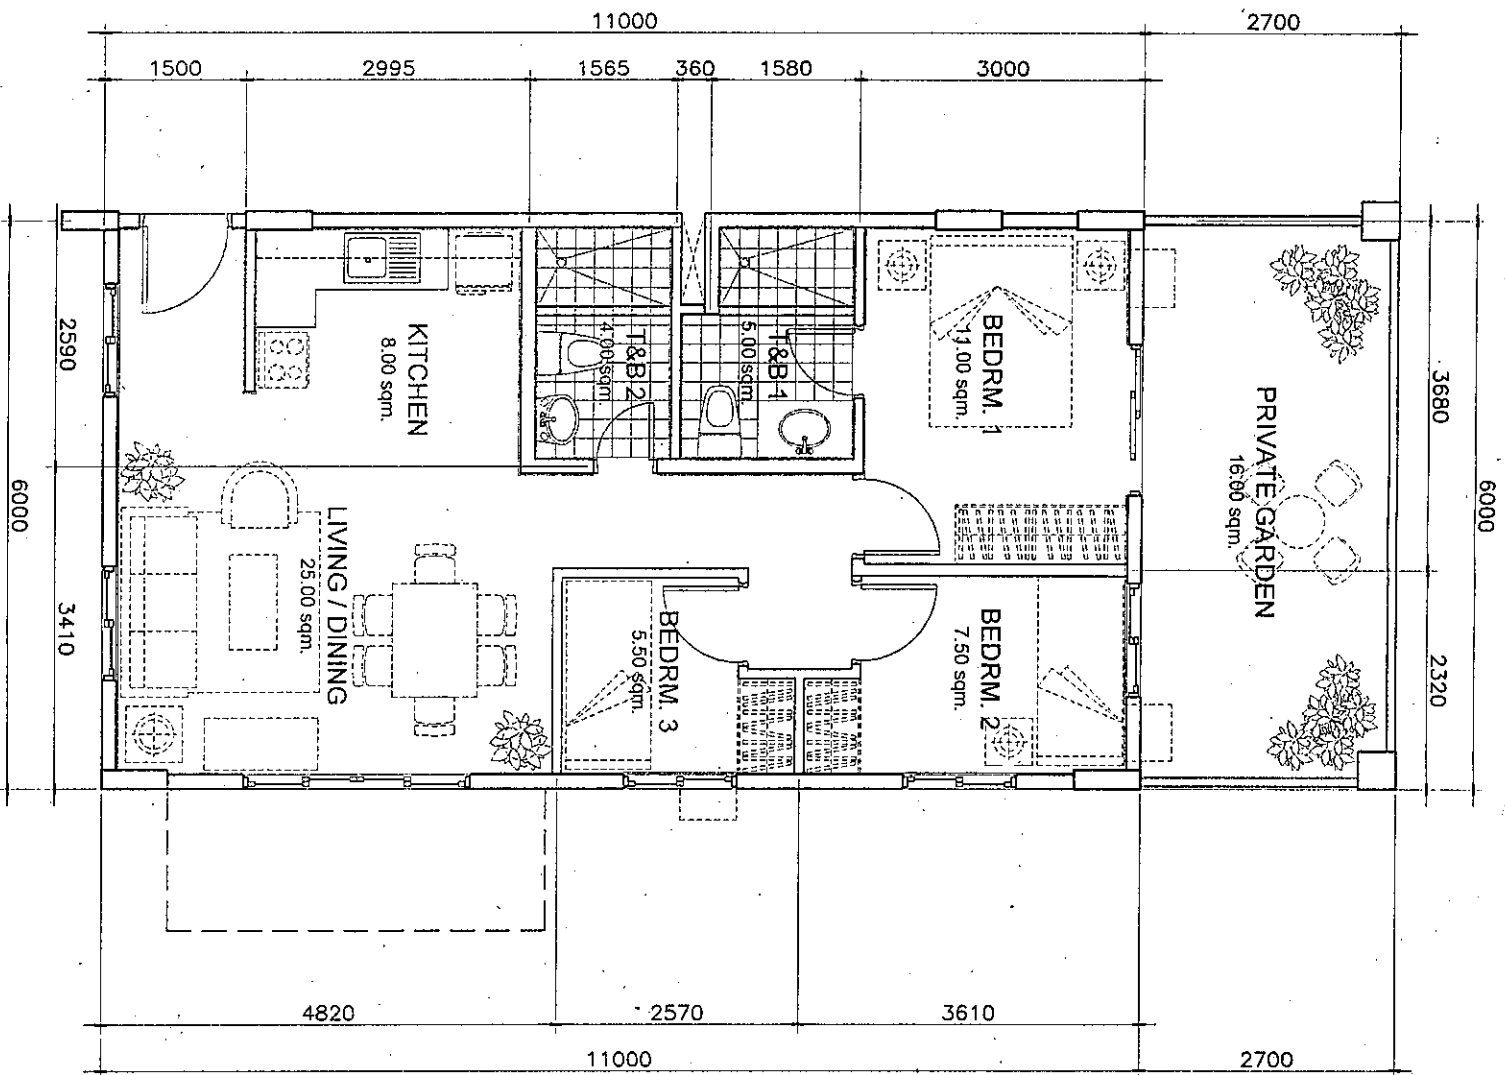 11000
2700
1500
2995
1565
360
1580
3000
2590
6000
3410
3680
6000
2320
KITCHEN
8.00 sqm.
T&B 2
4.00 sqm.
T&B 1
5.00 sqm.
BEDRM. 1
11.00 sqm.
PRIVATE GARDEN
16.00 sqm.
LIVING / DINING
25.00 sqm.
BEDRM. 3
5.50 sqm.
BEDRM. 2
7.50 sqm.
4820
2570
3610
11000
2700